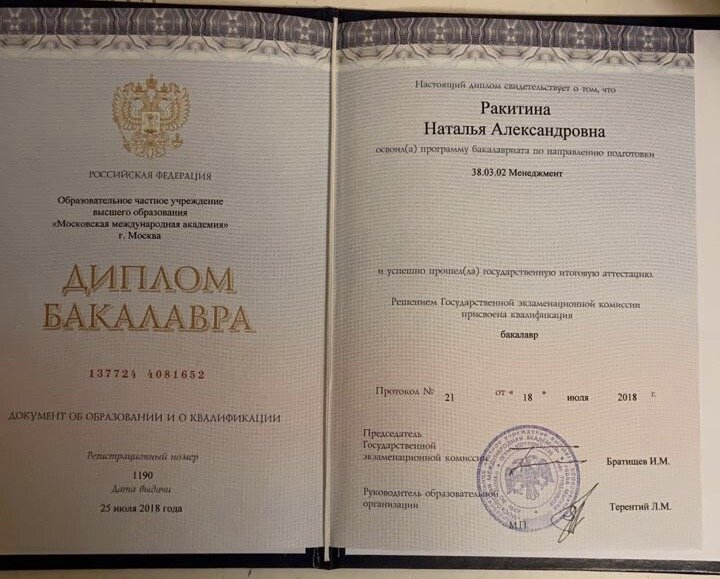 РОССИЙСКАЯ ФЕДЕРАЦИЯ
Образовательное частное учреждение
высшего образования
«Московская международная академия»
г. Москва
ДИПЛОМ
БАКАЛАВРА
137724 4081652
ДОКУМЕНТ ОБ ОБРАЗОВАНИИ И О КВАЛИФИКАЦИИ
Регистрационный номер
1190
Дата выдачи
25 июля 2018 года
Настоящий диплом свидетельствует о том, что
Ракитина
Наталья Александровна
освоил(а) программу бакалавриата по направлению подготовки
38.03.02 Менеджмент
и успешно прошел(ла) государственную итоговую аттестацию.
Решением Государственной экзаменационной комиссии
присвоена квалификация
бакалавр
Протокол № 21 от « 18 » июля 2018 г.
Председатель
Государственной
экзаменационной комиссии Братищев И.М.
Руководитель образовательной
организации Терентий Л.М.
М.П.